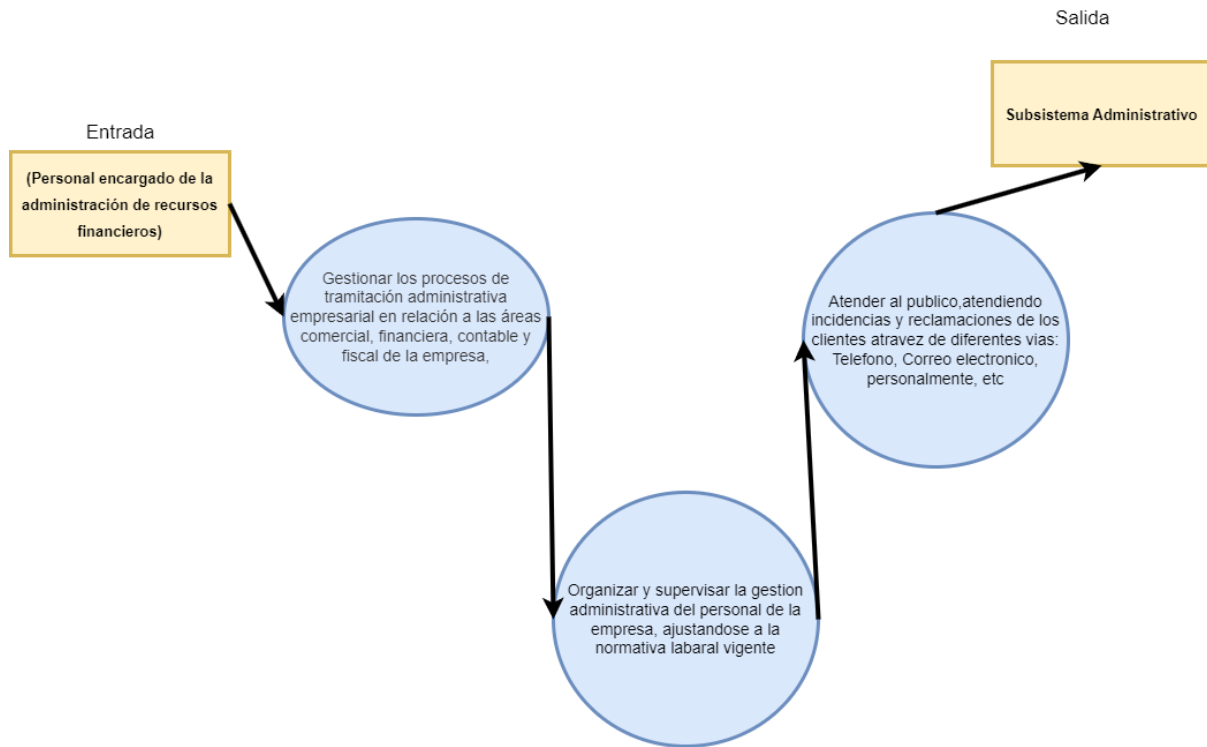 Entrada
(Personal encargado de la
administración de recursos
financieros)
Gestionar los procesos de
tramitación administrativa
empresarial en relación a las áreas
comercial, financiera, contable y
fiscal de la empresa,
Organizar y supervisar la gestion
administrativa del personal de la
empresa, ajustandose a la
normativa labaral vigente
Atender al publico,atendiendo
incidencias y reclamaciones de los
clientes atravez de diferentes vias:
Telefono, Correo electronico,
personalmente, etc
Salida
Subsistema Administrativo